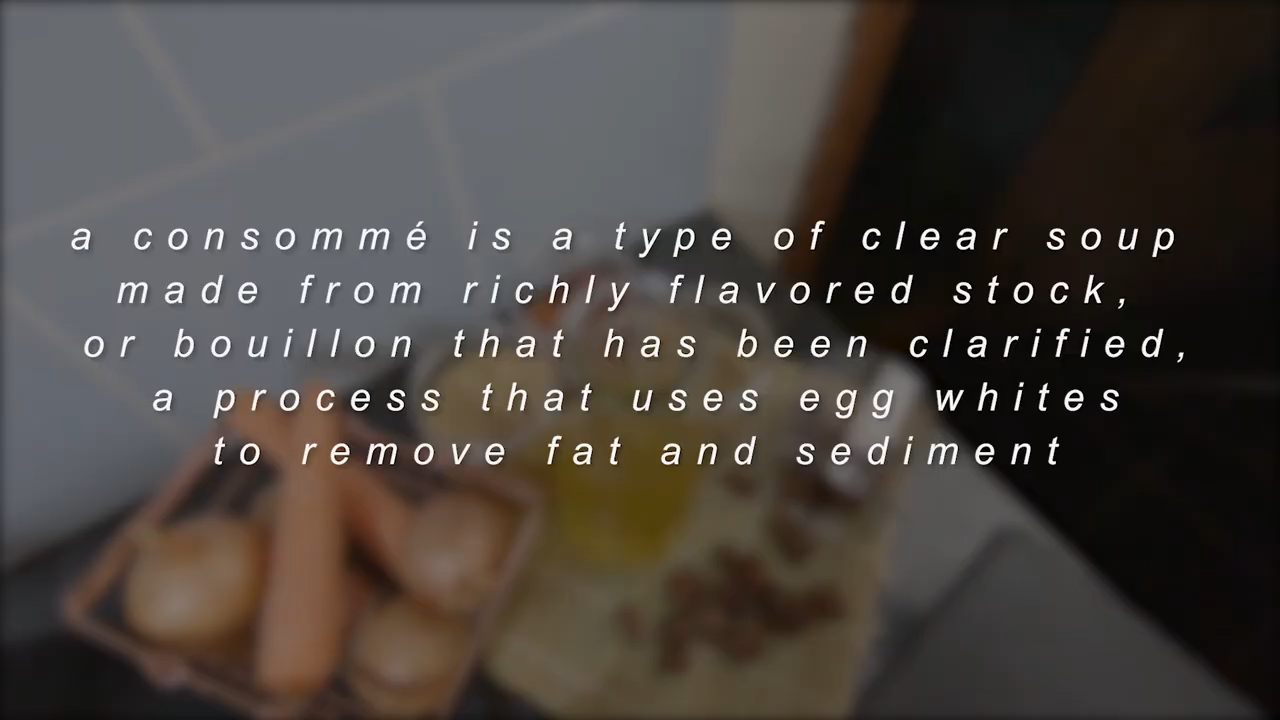 a consommé is a type of clear soup
made from richly flavored stock,
or bouillon that has been clarified,
a process that uses egg whites
to remove fat and sediment